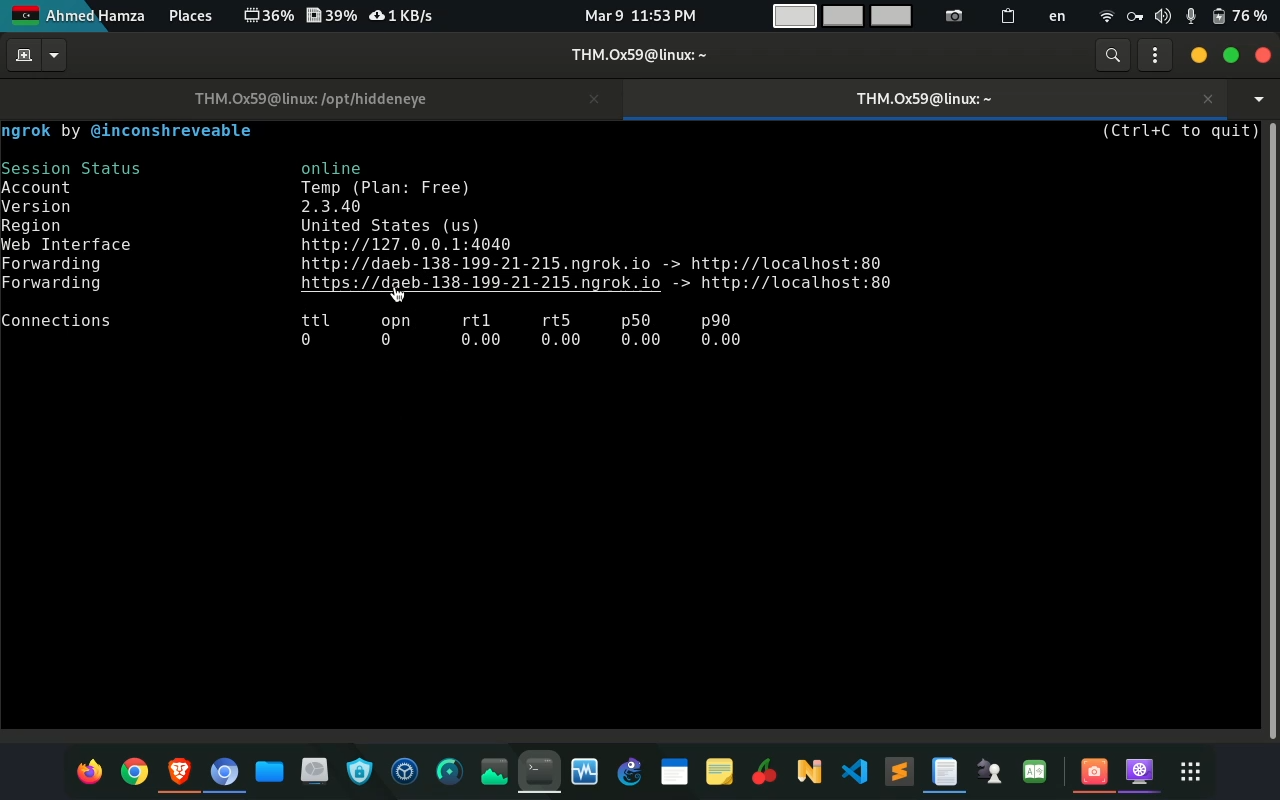 Ahmed Hamza Places 36% 39% 1 KB/s Mar 9 11:53 PM en 76 %
THM.Ox59@linux: ~
THM.Ox59@linux: /opt/hiddeneye × THM.Ox59@linux: ~ ×
ngrok by @inconshreveable (Ctrl+C to quit)
Session Status online
Account Temp (Plan: Free)
Version 2.3.40
Region United States (us)
Web Interface http://127.0.0.1:4040
Forwarding http://daeb-138-199-21-215.ngrok.io -> http://localhost:80
Forwarding https://daeb-138-199-21-215.ngrok.io -> http://localhost:80
Connections ttl opn rt1 rt5 p50 p90
0 0 0.00 0.00 0.00 0.00